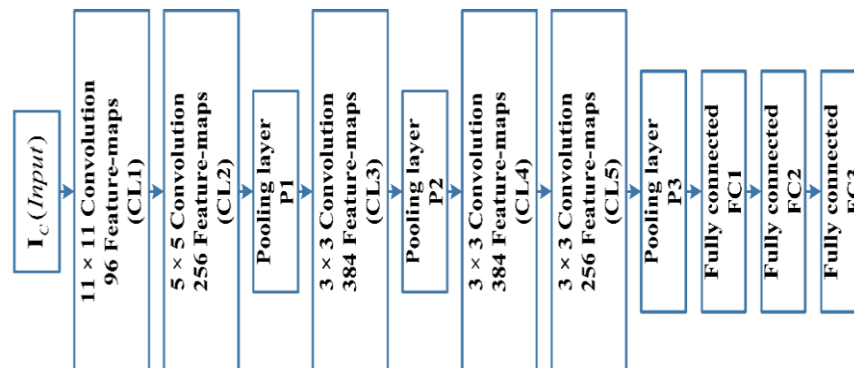 I_C (Input)
11 × 11 Convolution
96 Feature-maps
(CL1)
5 × 5 Convolution
256 Feature-maps
(CL2)
Pooling layer
P1
3 × 3 Convolution
384 Feature-maps
(CL3)
Pooling layer
P2
3 × 3 Convolution
384 Feature-maps
(CL4)
3 × 3 Convolution
256 Feature-maps
(CL5)
Pooling layer
P3
Fully connected
FC1
Fully connected
FC2
Fully connected
FC3